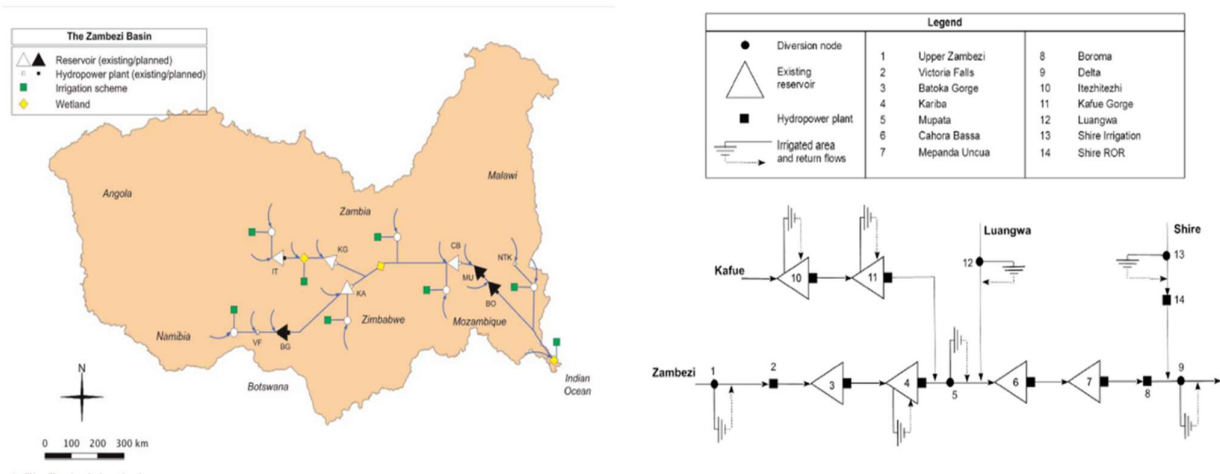 The Zambezi Basin
Reservoir (existing/planned)
Hydropower plant (existing/planned)
Irrigation scheme
Wetland
Angola
Malawi
Zambia
IT
KG
CB
NTK
MU
BO
KA
Zimbabwe
Mozambique
Namibia
VF
BG
Botswana
Indian
Ocean
N
0 100 200 300 km
Legend
Diversion node
Existing
reservoir
Hydropower plant
Irrigated area
and return flows
1 Upper Zambezi
2 Victoria Falls
3 Batoka Gorge
4 Kariba
5 Mupata
6 Cahora Bassa
7 Mepanda Uncua
8 Boroma
9 Delta
10 Itezhitezhi
11 Kafue Gorge
12 Luangwa
13 Shire Irrigation
14 Shire ROR
Luangwa
Shire
Kafue
10
11
12
13
14
Zambezi
1
2
3
4
5
6
7
8
9